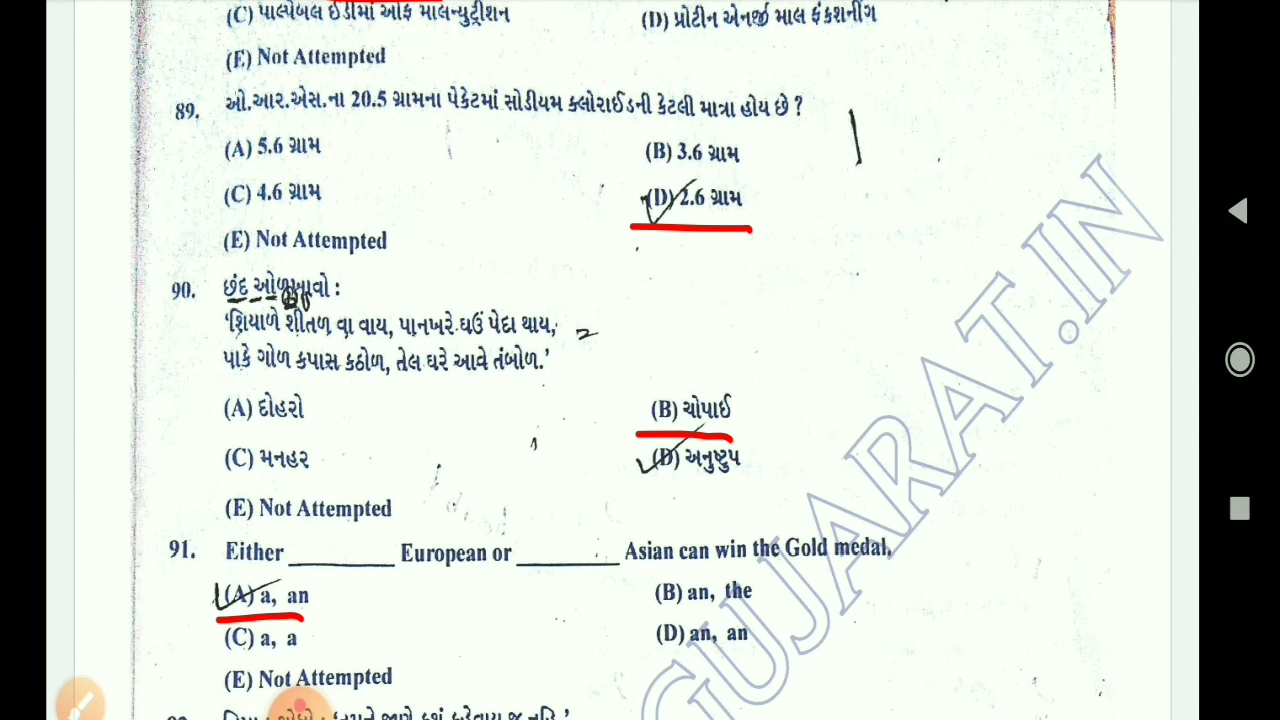 (C) પાલ્પેબલ ઈડીમાં ઓફ માલન્યુટ્રીશન
(D) પ્રોટીન એનર્જી માલ ફંકશનીંગ
(E) Not Attempted
89. ઓ.આર.એસ.ના 20.5 ગ્રામના પેકેટમાં સોડીયમ ક્લોરાઈડની કેટલી માત્રા હોય છે ?
(A) 5.6 ગ્રામ
(B) 3.6 ગ્રામ
(C) 4.6 ગ્રામ
(D) 2.6 ગ્રામ
(E) Not Attempted
90. છંદ ઓળખાવો :
‘શિયાળે શીતળ વા વાય, પાનખરે ઘઉં પેદા થાય,
પાકે ગોળ કપાસ કઠોળ, તેલ ઘરે આવે તંબોળ.’
(A) દોહરો
(B) ચોપાઈ
(C) મનહર
(D) અનુષ્ટુપ
(E) Not Attempted
91. Either ________ European or ________ Asian can win the Gold medal,
(A) a, an
(B) an, the
(C) a, a
(D) an, an
(E) Not Attempted
GUJARAT.IN